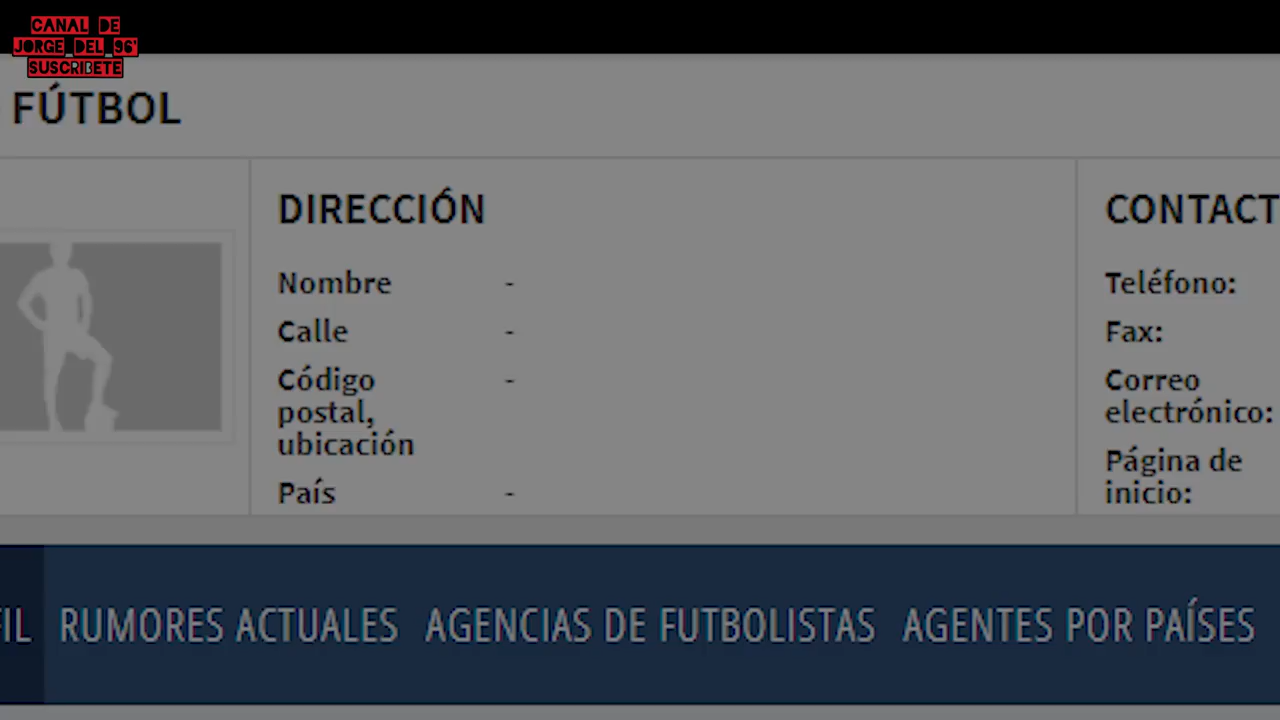 CANAL DE
JORGE_DEL_96'
SUSCRIBETE
FÚTBOL
DIRECCIÓN
Nombre -
Calle -
Código -
postal,
ubicación
País -
CONTACT
Teléfono:
Fax:
Correo
electrónico:
Página de
inicio:
FIL RUMORES ACTUALES AGENCIAS DE FUTBOLISTAS AGENTES POR PAÍSES